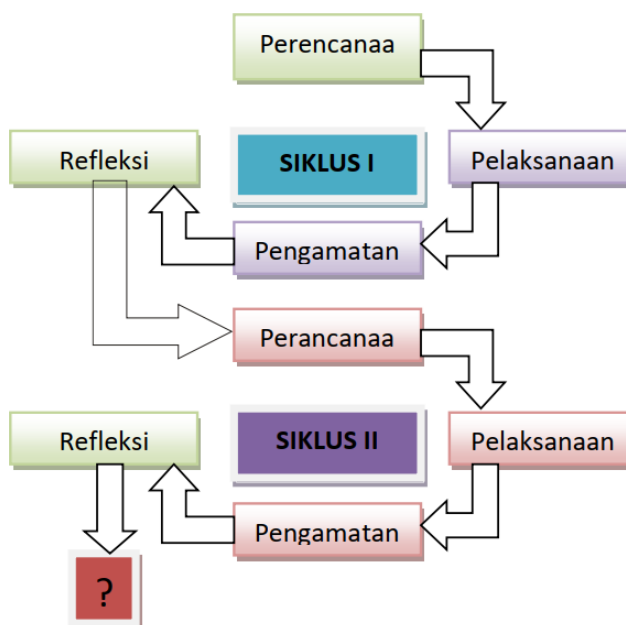 Perencanaa
Refleksi
SIKLUS I
Pelaksanaan
Pengamatan
Perancanaa
Refleksi
SIKLUS II
Pelaksanaan
Pengamatan
?